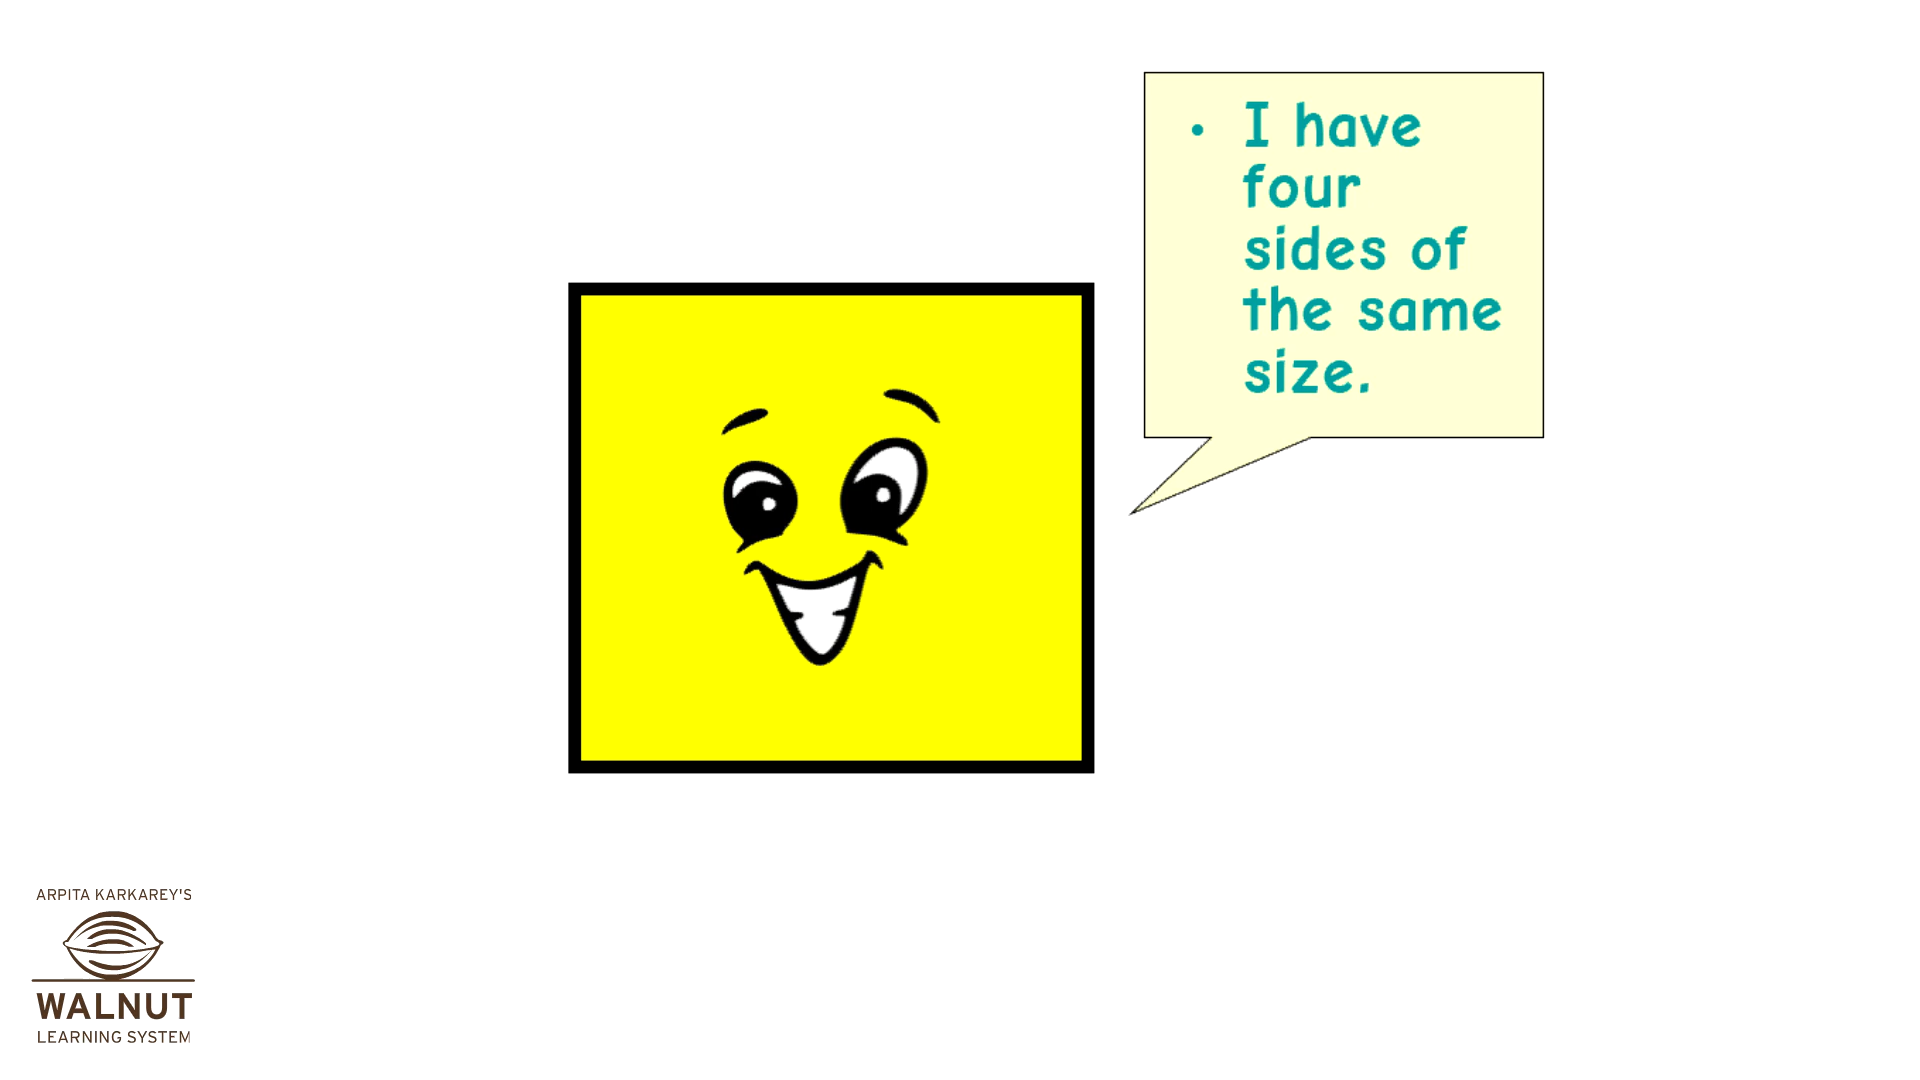 • I have
four
sides of
the same
size.
ARPITA KARKAREY'S
WALNUT
LEARNING SYSTEM